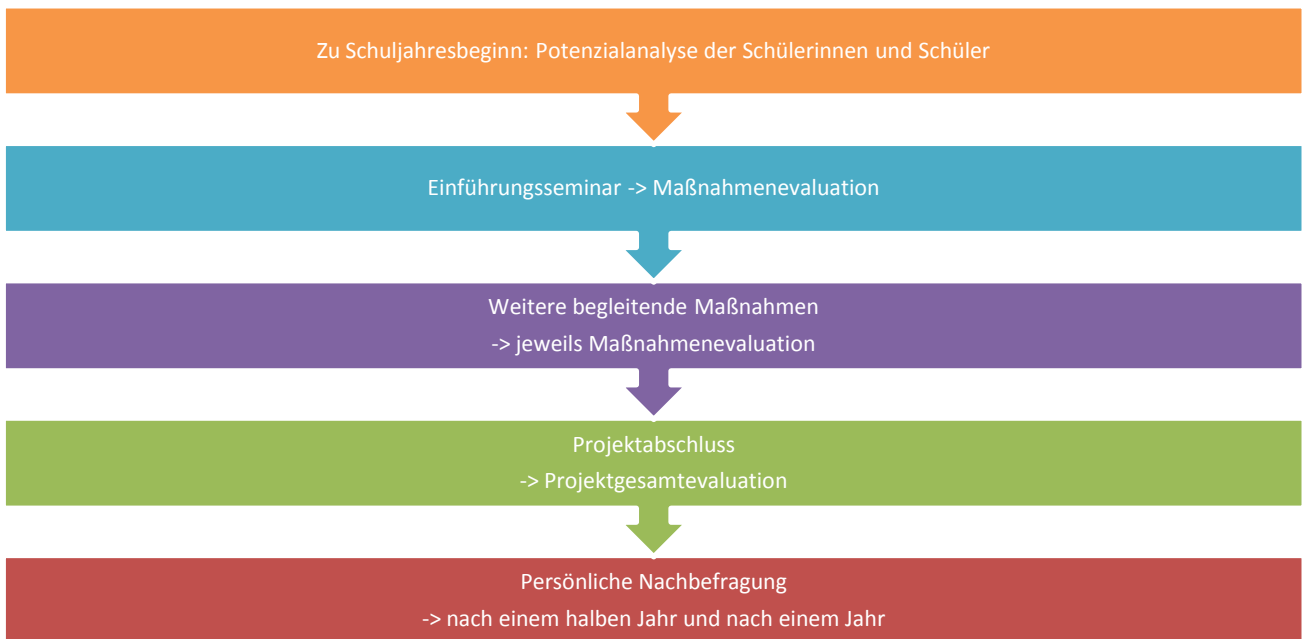 Zu Schuljahresbeginn: Potenzialanalyse der Schülerinnen und Schüler
Einführungsseminar -> Maßnahmenevaluation
Weitere begleitende Maßnahmen
-> jeweils Maßnahmenevaluation
Projektabschluss
-> Projektgesamtevaluation
Persönliche Nachbefragung
-> nach einem halben Jahr und nach einem Jahr